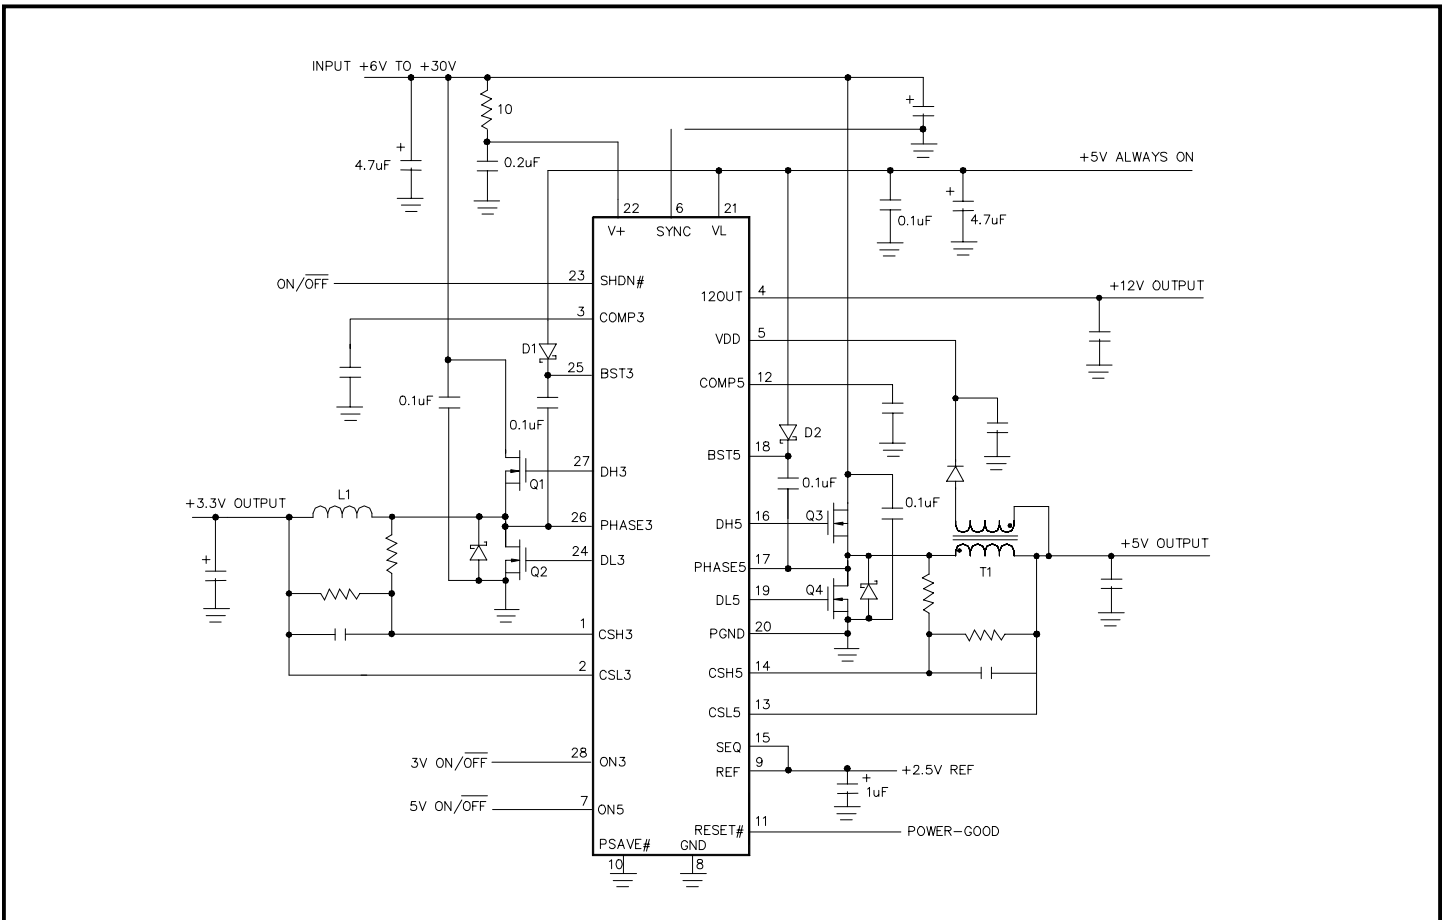 INPUT +6V TO +30V
+
10
+
4.7uF
0.2uF
+5V ALWAYS ON
+
0.1uF
4.7uF
22
6
21
V+
SYNC
VL
ON/OFF
23
SHDN#
12OUT
4
+12V OUTPUT
3
COMP3
VDD
5
D1
25
BST3
COMP5
12
0.1uF
0.1uF
D2
BST5
18
27
DH3
Q1
0.1uF
0.1uF
+3.3V OUTPUT
L1
26
PHASE3
DH5
16
Q3
+
24
DL3
Q2
PHASE5
17
+5V OUTPUT
T1
DL5
19
Q4
1
CSH3
PGND
20
2
CSL3
CSH5
14
CSL5
13
SEQ
15
3V ON/OFF
28
ON3
REF
9
+2.5V REF
+
1uF
5V ON/OFF
7
ON5
RESET#
11
POWER-GOOD
PSAVE#
GND
10
8